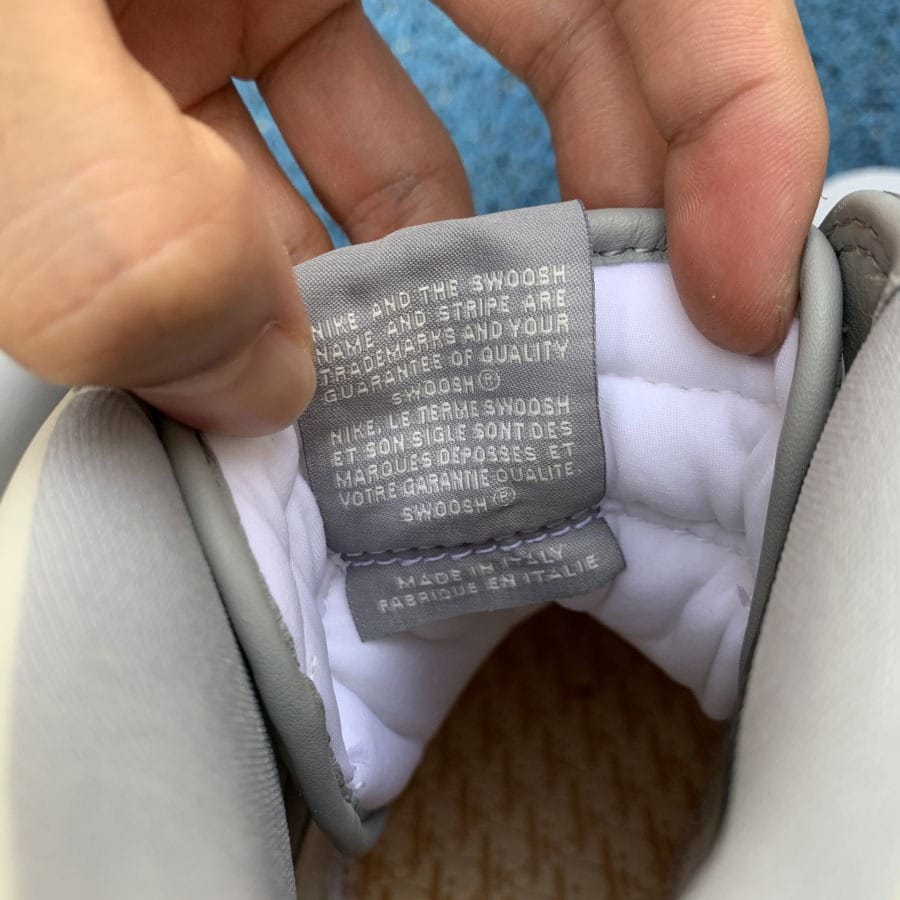 NIKE AND THE SWOOSH
NAME AND STRIPE ARE
TRADEMARKS AND YOUR
GUARANTEE OF QUALITY
SWOOSH®
NIKE, LE TERME SWOOSH
ET SON SIGLE SONT DES
MARQUES DEPOSSES ET
VOTRE GARANTIE QUALITE.
SWOOSH®
MADE IN ITALY
FABRIQUE EN ITALIE